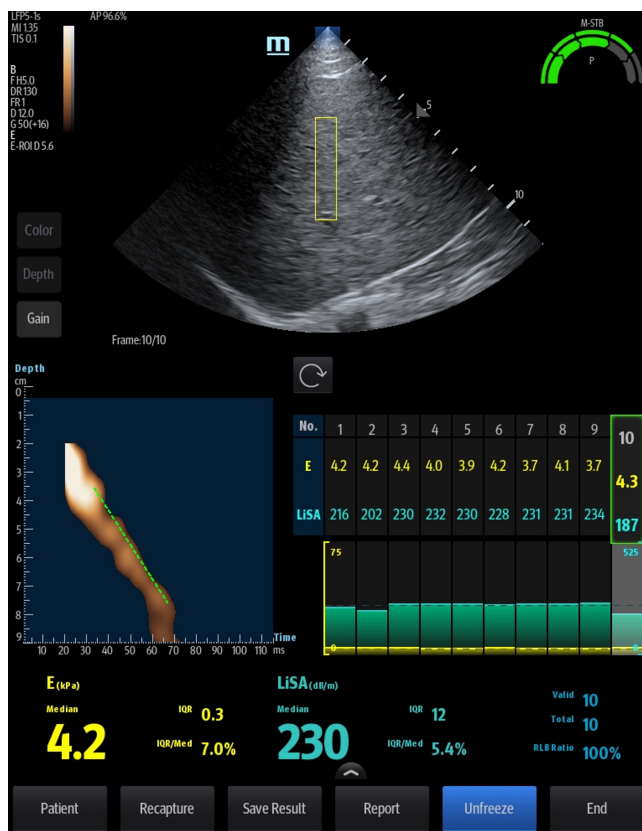 LFP5-1s AP 96.6%
MI 1.35
TIS 0.1
m
M-STB
P
B
F H5.0
DR 130
FR 1
D 12.0
G 50(+16)
E
E-ROI D 5.6
5
10
Color
Depth
Gain
Frame:10/10
Depth
cm
0
1
2
3
4
5
6
7
8
9
10 20 30 40 50 60 70 80 90 100 110 ms
Time
No. 1 2 3 4 5 6 7 8 9 10
E 4.2 4.2 4.4 4.0 3.9 4.2 3.7 4.1 3.7 4.3
LiSA 216 202 230 232 230 228 231 231 234 187
75 525
0 0
E (kPa) LiSA (dB/m)
Median IQR 0.3 Median IQR 12 Valid 10
4.2 IQR/Med 7.0% 230 IQR/Med 5.4% Total 10
RLB Ratio 100%
Patient Recapture Save Result Report Unfreeze End